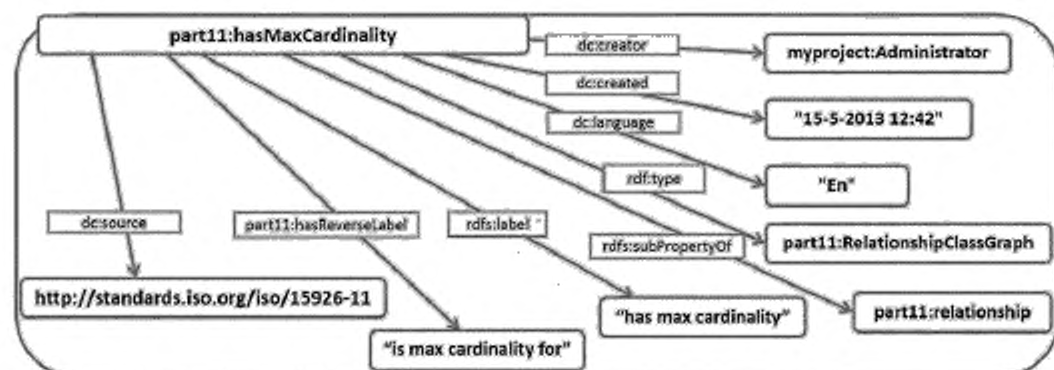 part11:hasMaxCardinality
dc:creator
myproject:Administrator
dc:created
"15-5-2013 12:42"
dc:language
rdf:type
"En"
dc:source
part11:hasReverseLabel
rdfs:label
rdfs:subPropertyOf
part11:RelationshipClassGraph
http://standards.iso.org/iso/15926-11
"has max cardinality"
part11:relationship
"is max cardinality for"